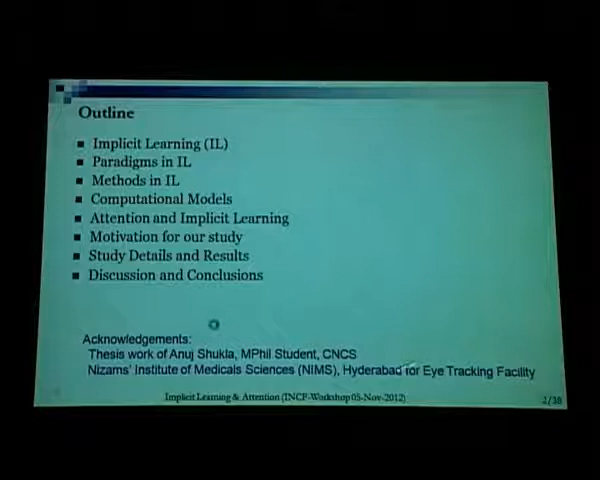 Outline
Implicit Learning (IL)
Paradigms in IL
Methods in IL
Computational Models
Attention and Implicit Learning
Motivation for our study
Study Details and Results
Discussion and Conclusions
Acknowledgements:
Thesis work of Anuj Shukla, MPhil Student, CNCS
Nizams' Institute of Medicals Sciences (NIMS), Hyderabad for Eye Tracking Facility
Implicit Learning & Attention (INCP-Workshop 05-Nov-2012)
2/38